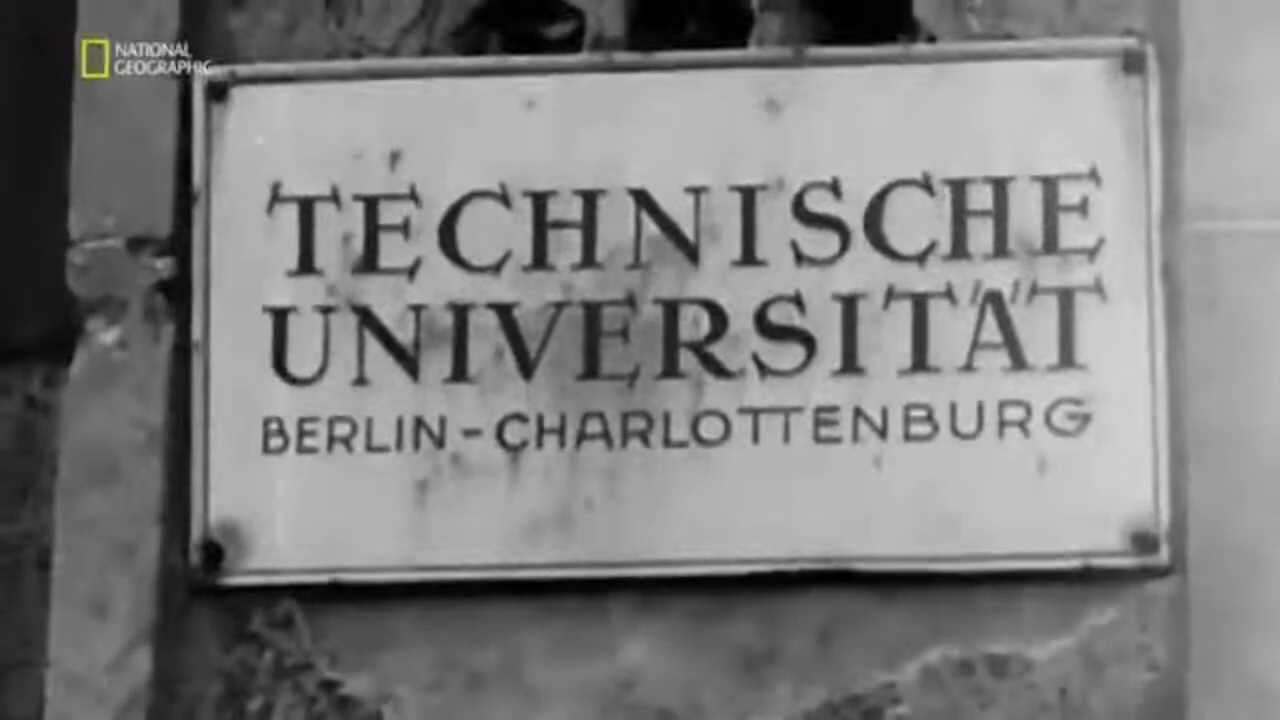 NATIONAL
GEOGRAPHIC
TECHNISCHE
UNIVERSITÄT
BERLIN-CHARLOTTENBURG